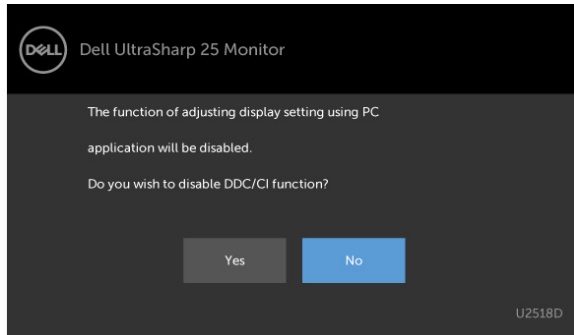 DELL
Dell UltraSharp 25 Monitor
The function of adjusting display setting using PC
application will be disabled.
Do you wish to disable DDC/CI function?
Yes
No
U2518D